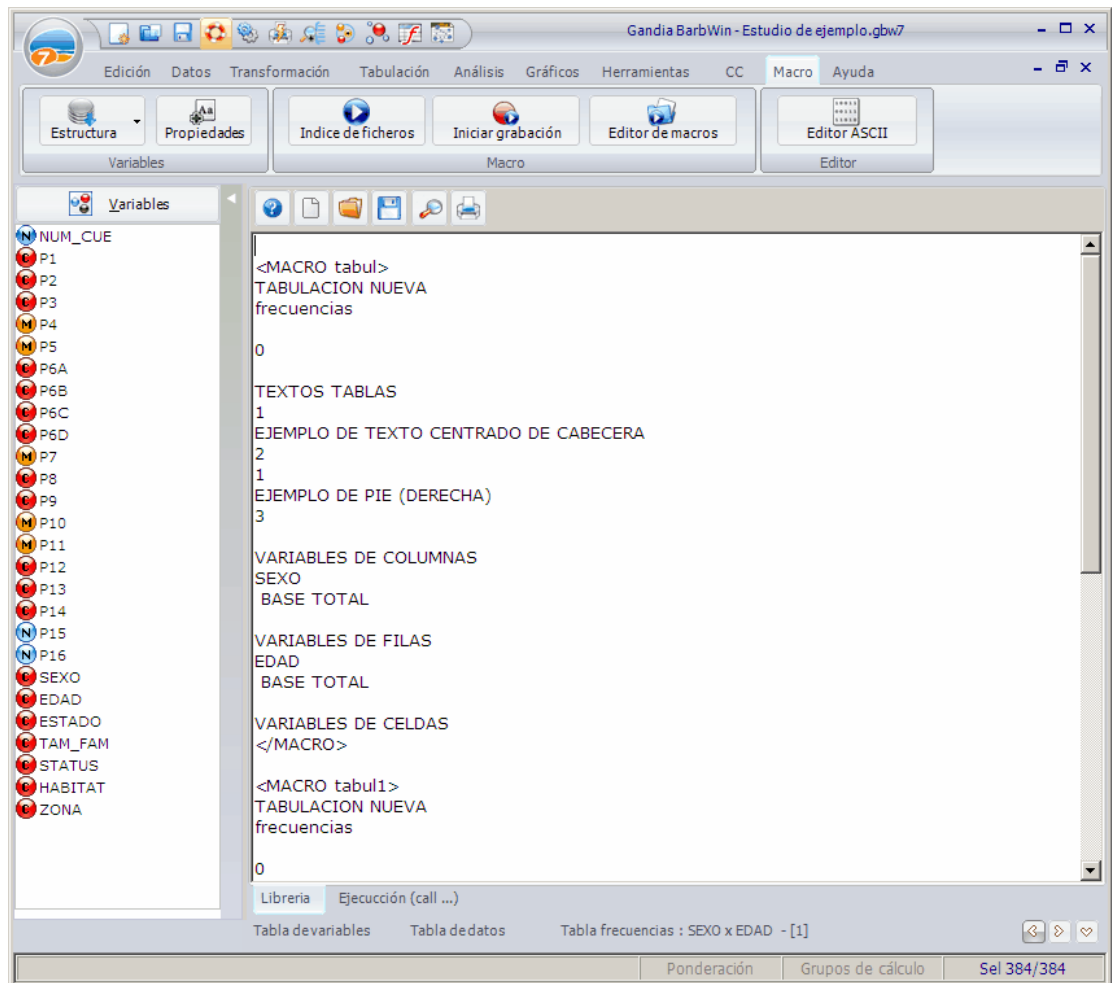 Gandia BarbWin - Estudio de ejemplo.gbw7
7
Edición Datos Transformación Tabulación Análisis Gráficos Herramientas CC Macro Ayuda
Estructura Propiedades Indice de ficheros Iniciar grabación Editor de macros Editor ASCII
Variables Macro Editor
Variables
N NUM_CUE
C P1
C P2
C P3
M P4
M P5
C P6A
C P6B
C P6C
C P6D
M P7
C P8
C P9
M P10
M P11
C P12
C P13
C P14
N P15
N P16
C SEXO
C EDAD
C ESTADO
C TAM_FAM
C STATUS
C HABITAT
C ZONA
<MACRO tabul>
TABULACION NUEVA
frecuencias
0
TEXTOS TABLAS
1
EJEMPLO DE TEXTO CENTRADO DE CABECERA
2
1
EJEMPLO DE PIE (DERECHA)
3
VARIABLES DE COLUMNAS
SEXO
BASE TOTAL
VARIABLES DE FILAS
EDAD
BASE TOTAL
VARIABLES DE CELDAS
</MACRO>
<MACRO tabul1>
TABULACION NUEVA
frecuencias
0
Libreria Ejecucción (call ...)
Tabla de variables Tabla de datos Tabla frecuencias : SEXO x EDAD - [1]
Ponderación Grupos de cálculo Sel 384/384